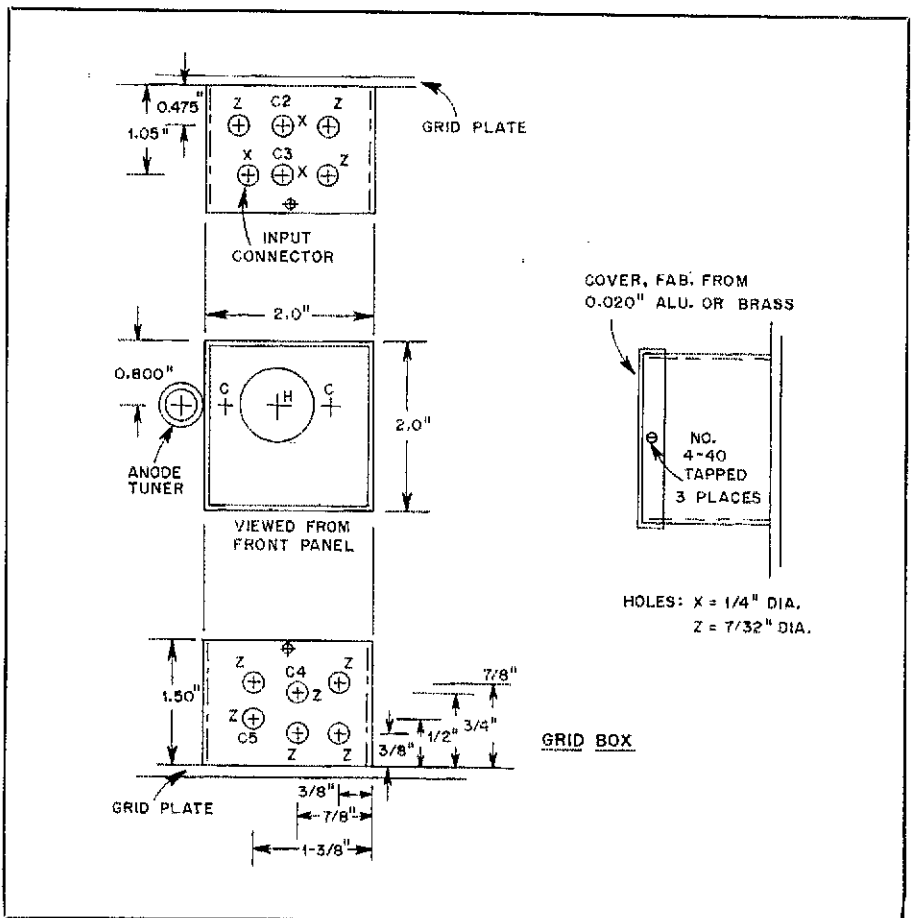 0.475"
1.05"
Z C2 Z
X
GRID PLATE
X C3 Z
X
INPUT
CONNECTOR
2.0"
COVER, FAB. FROM
0.020" ALU. OR BRASS
0.800"
C H C
2.0"
ANODE
TUNER
NO.
4-40
TAPPED
3 PLACES
VIEWED FROM
FRONT PANEL
HOLES: X = 1/4" DIA.
Z = 7/32" DIA.
1.50"
Z C4 Z
Z
Z
C5
Z Z
7/8"
3/4"
1/2"
3/8"
GRID BOX
GRID PLATE
3/8"
7/8"
1-3/8"